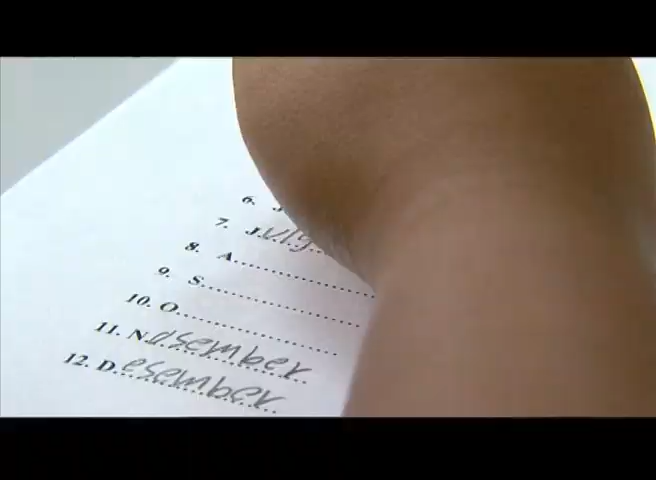 6. J
7. July..
8. A..................
9. S..................
10. O..................
11. Ndsember..
12. Desember